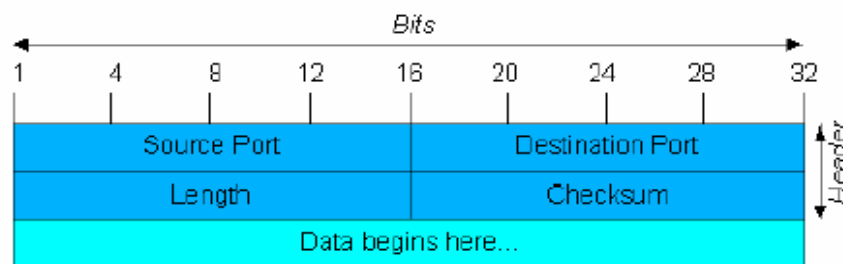 Bits
1 4 8 12 16 20 24 28 32
Source Port Destination Port
Length Checksum
Header
Data begins here...